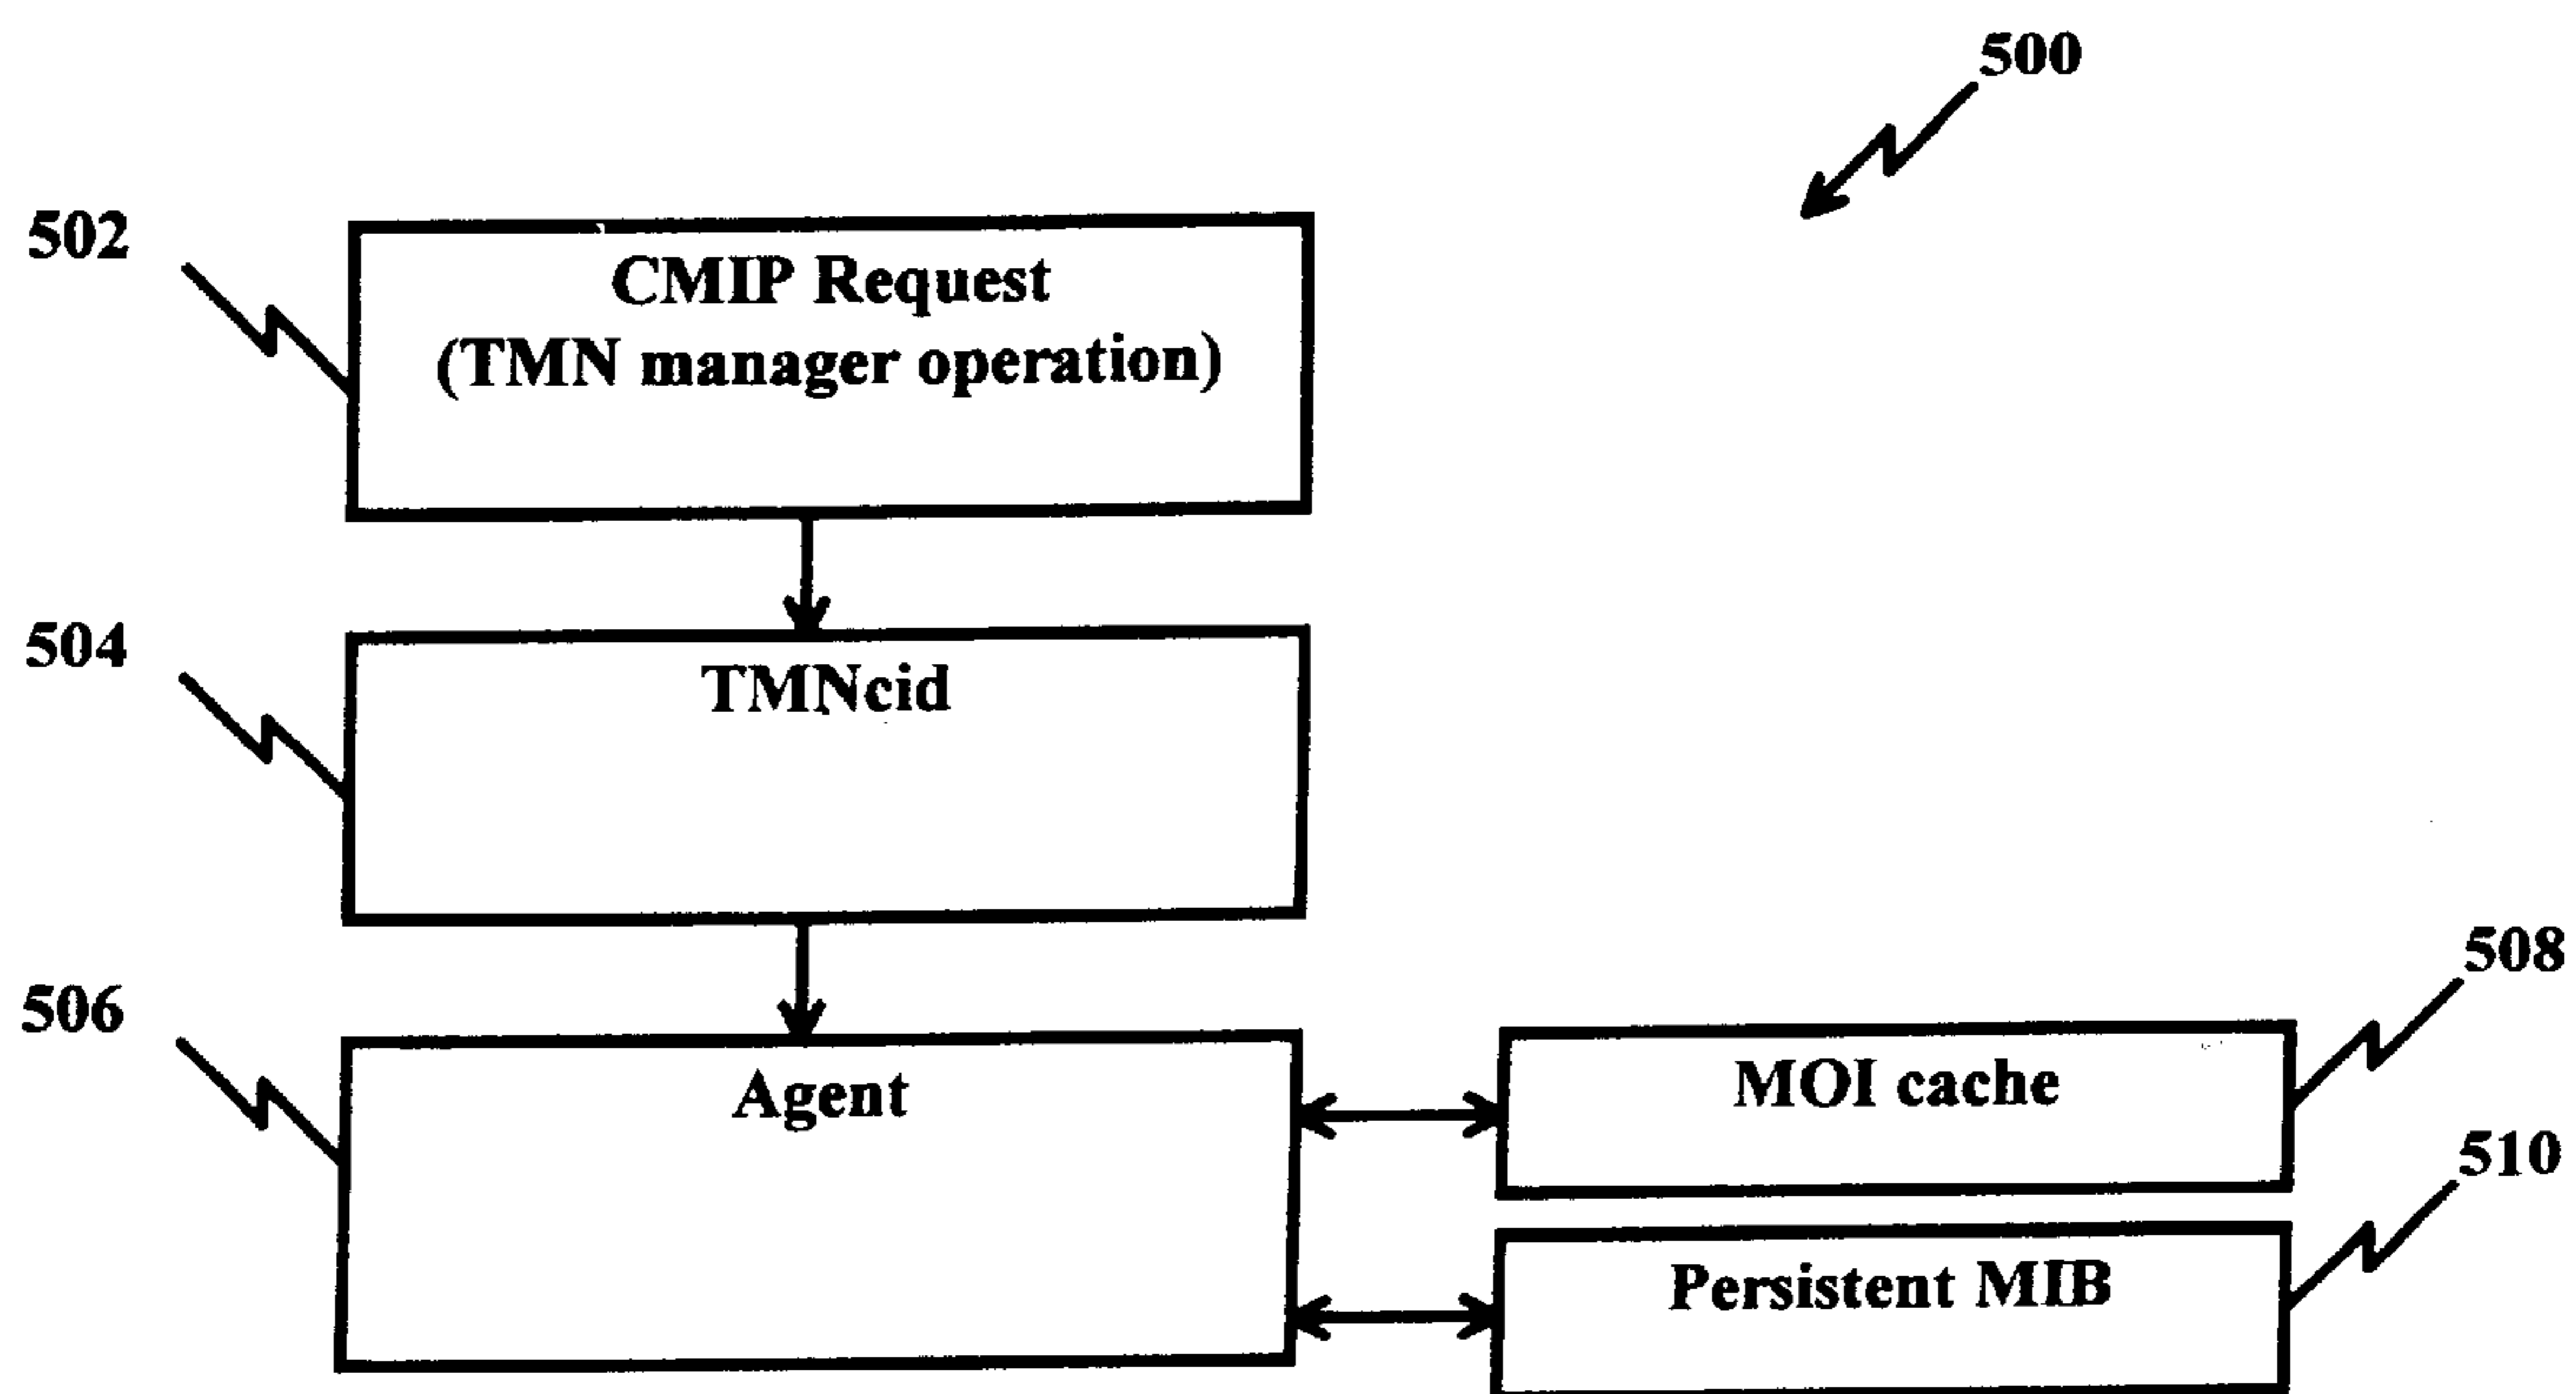 500
502
CMIP Request
(TMN manager operation)
504
TMNcid
506
Agent
508
MOI cache
510
Persistent MIB